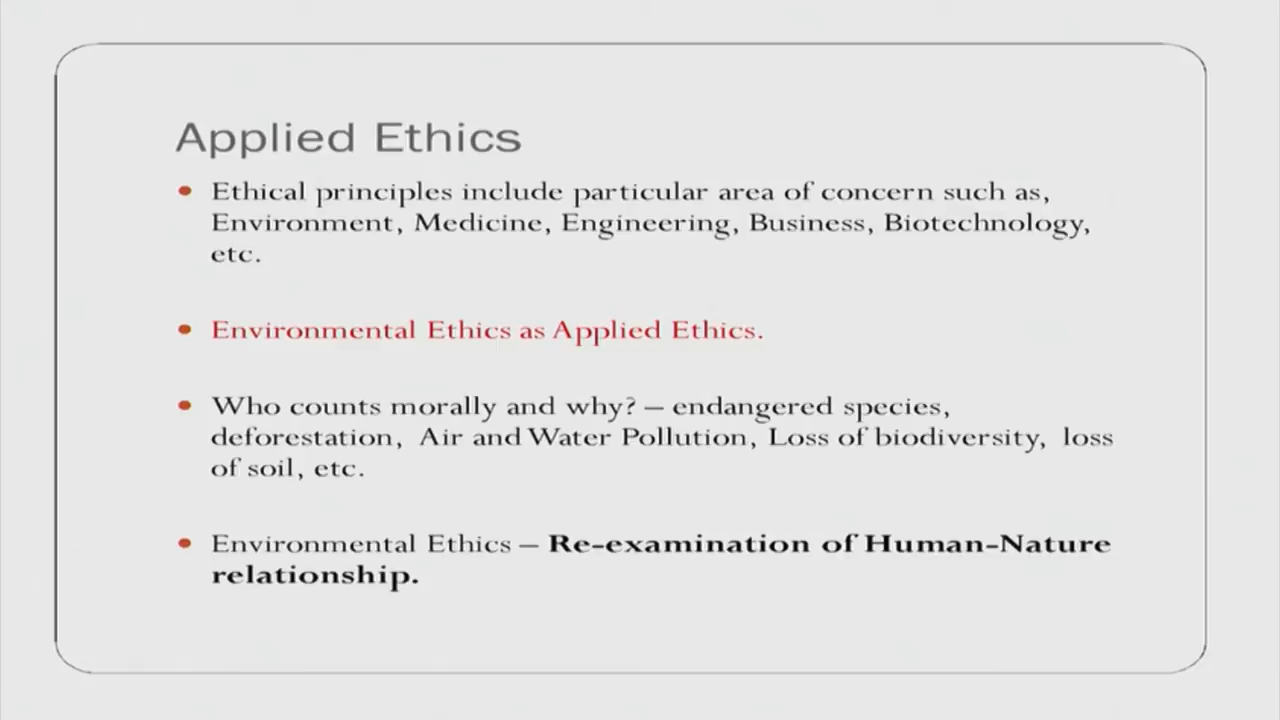 Applied Ethics
Ethical principles include particular area of concern such as,
Environment, Medicine, Engineering, Business, Biotechnology,
etc.
Environmental Ethics as Applied Ethics.
Who counts morally and why? – endangered species,
deforestation, Air and Water Pollution, Loss of biodiversity, loss
of soil, etc.
Environmental Ethics – Re-examination of Human-Nature
relationship.